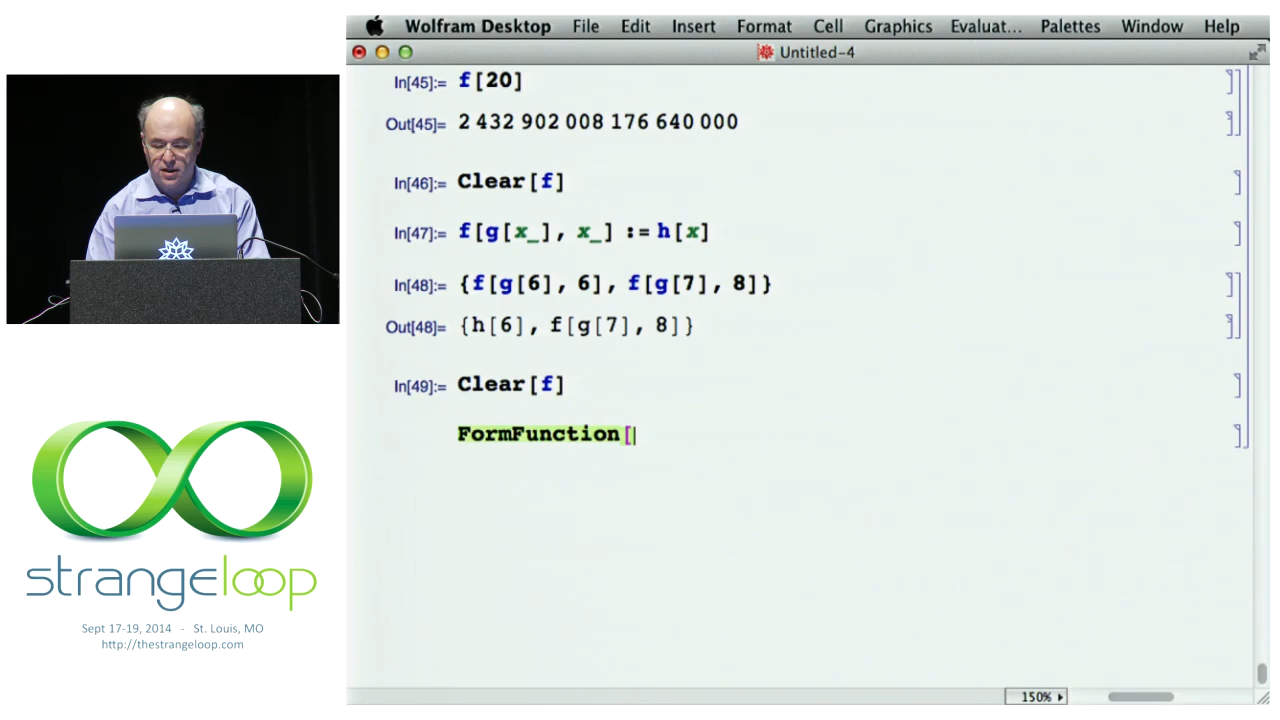 Wolfram Desktop File Edit Insert Format Cell Graphics Evaluat... Palettes Window Help
Untitled-4
In[45]:= f[20]
Out[45]= 2 432 902 008 176 640 000
In[46]:= Clear[f]
In[47]:= f[g[x_], x_] := h[x]
In[48]:= {f[g[6], 6], f[g[7], 8]}
Out[48]= {h[6], f[g[7], 8]}
In[49]:= Clear[f]
FormFunction[
150%
strangeloop
Sept 17-19, 2014 - St. Louis, MO
http://thestrangeloop.com